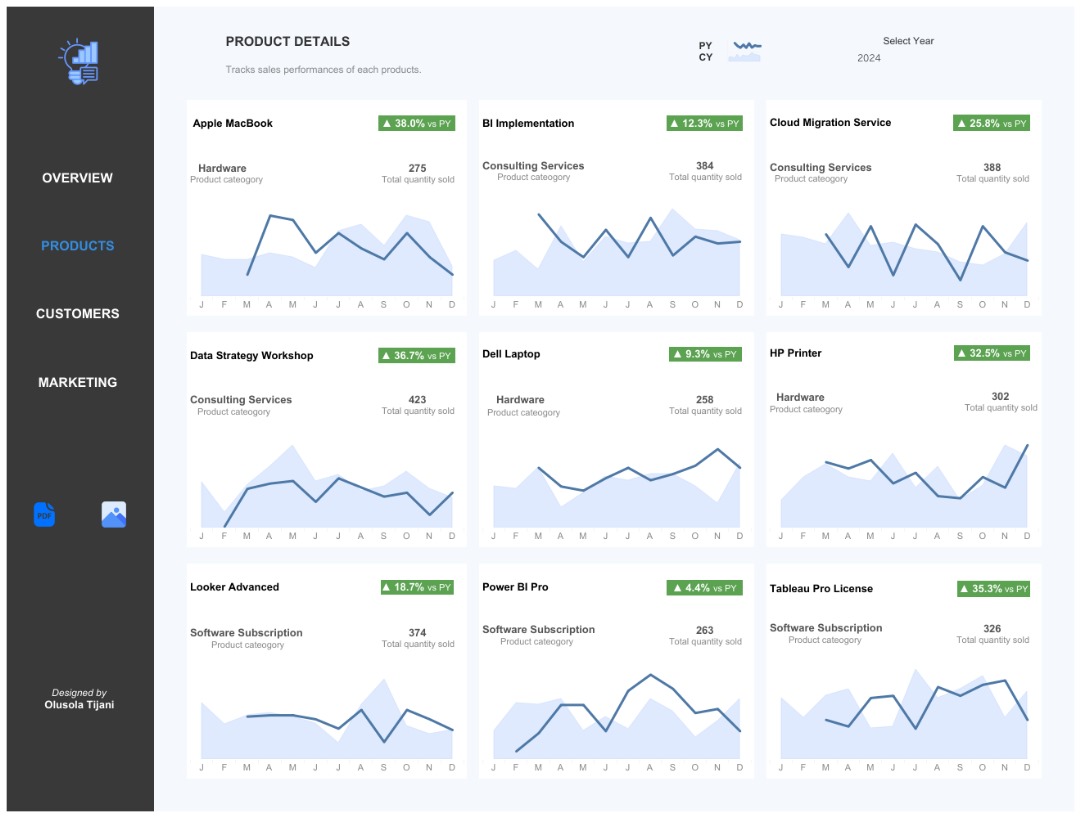 PRODUCT DETAILS
Tracks sales performances of each products.
PY
CY
Select Year
2024
OVERVIEW
PRODUCTS
CUSTOMERS
MARKETING
PDF
Designed by
Olusola Tijani
Apple MacBook
▲ 38.0% vs PY
Hardware
Product cateogory
275
Total quantity sold
J F M A M J J A S O N D
BI Implementation
▲ 12.3% vs PY
Consulting Services
Product cateogory
384
Total quantity sold
J F M A M J J A S O N D
Cloud Migration Service
▲ 25.8% vs PY
Consulting Services
Product cateogory
388
Total quantity sold
J F M A M J J A S O N D
Data Strategy Workshop
▲ 36.7% vs PY
Consulting Services
Product cateogory
423
Total quantity sold
J F M A M J J A S O N D
Dell Laptop
▲ 9.3% vs PY
Hardware
Product cateogory
258
Total quantity sold
J F M A M J J A S O N D
HP Printer
▲ 32.5% vs PY
Hardware
Product cateogory
302
Total quantity sold
J F M A M J J A S O N D
Looker Advanced
▲ 18.7% vs PY
Software Subscription
Product cateogory
374
Total quantity sold
J F M A M J J A S O N D
Power BI Pro
▲ 4.4% vs PY
Software Subscription
Product cateogory
263
Total quantity sold
J F M A M J J A S O N D
Tableau Pro License
▲ 35.3% vs PY
Software Subscription
Product cateogory
326
Total quantity sold
J F M A M J J A S O N D